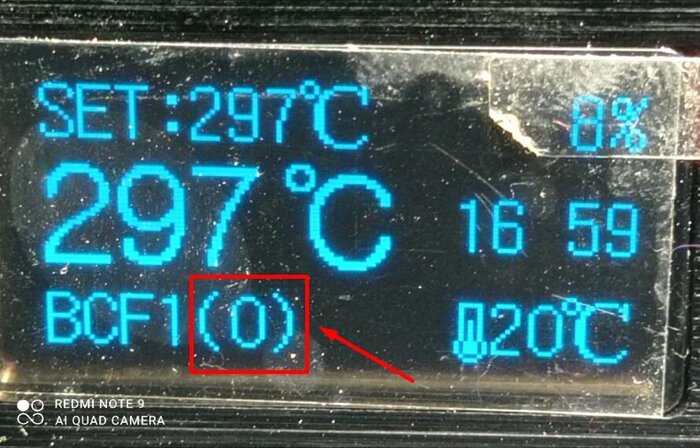 SET:297℃
8%
297℃
16 59
BCF1(0)
20℃
REDMI NOTE 9
AI QUAD CAMERA